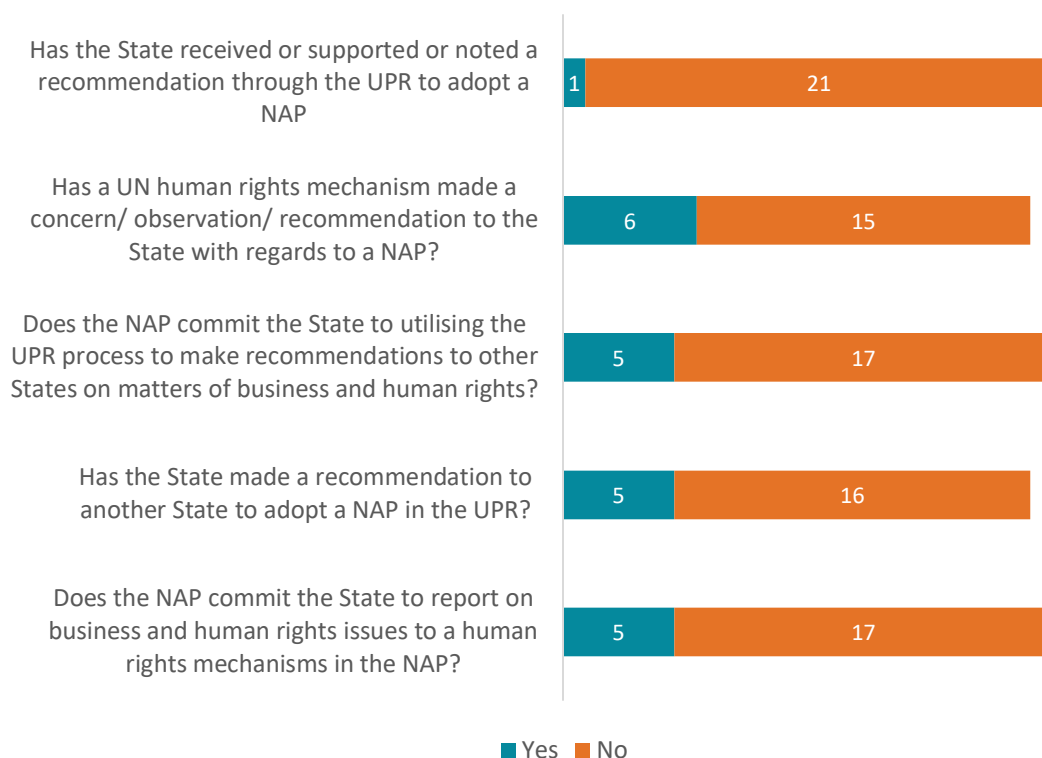 Has the State received or supported or noted a
recommendation through the UPR to adopt a
NAP
1
21
Has a UN human rights mechanism made a
concern/ observation/ recommendation to the
State with regards to a NAP?
6
15
Does the NAP commit the State to utilising the
UPR process to make recommendations to other
States on matters of business and human rights?
5
17
Has the State made a recommendation to
another State to adopt a NAP in the UPR?
5
16
Does the NAP commit the State to report on
business and human rights issues to a human
rights mechanisms in the NAP?
5
17
Yes No